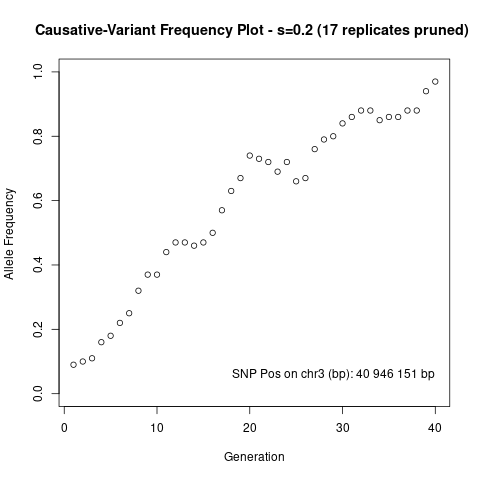 Causative-Variant Frequency Plot - s=0.2 (17 replicates pruned)
1.0
0.8
0.6
0.4
0.2
0.0
Allele Frequency
SNP Pos on chr3 (bp): 40 946 151 bp
0 10 20 30 40
Generation